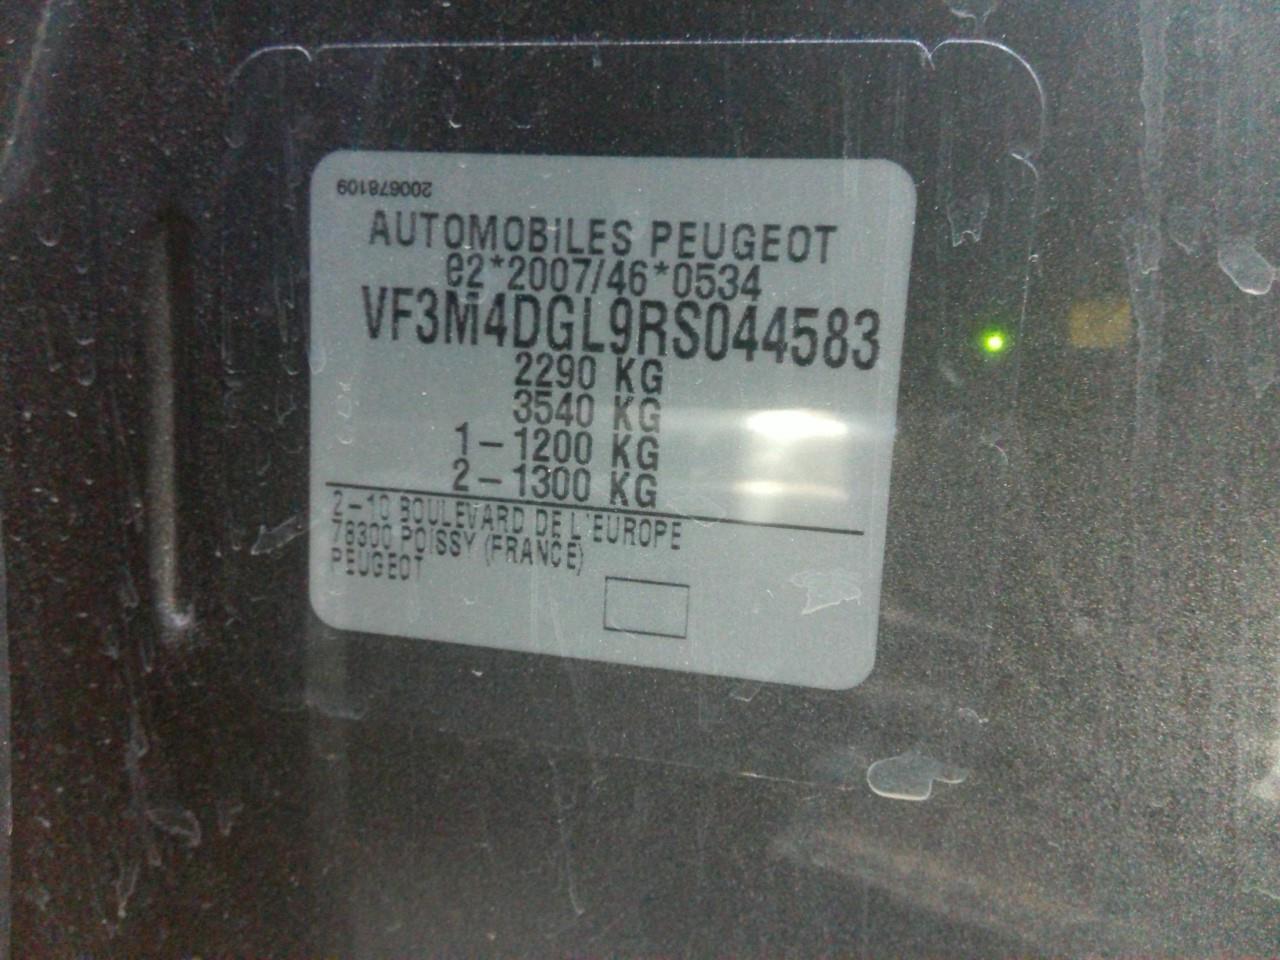 200678109
AUTOMOBILES PEUGEOT
e2*2007/46*0534
VF3M4DGL9RS044583
2290 KG
3540 KG
1-1200 KG
2-1300 KG
2-10 BOULEVARD DE L'EUROPE
78300 POISSY (FRANCE)
PEUGEOT